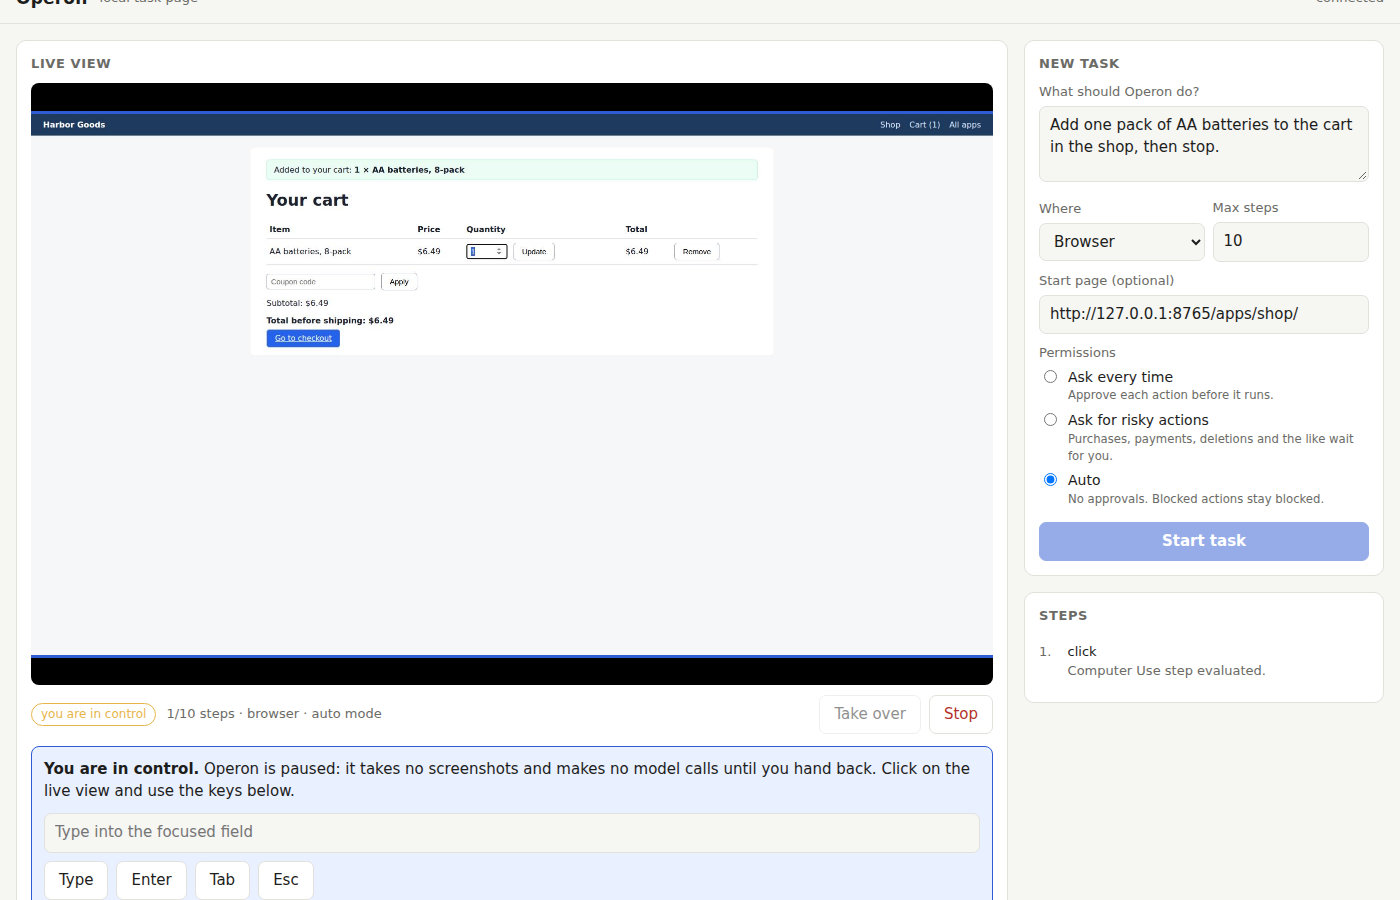 Operon local task page
connected
LIVE VIEW
Harbor Goods
Shop Cart (1) All apps
Added to your cart: 1 × AA batteries, 8-pack
Your cart
Item Price Quantity Total
AA batteries, 8-pack $6.49 1 Update $6.49 Remove
Coupon code Apply
Subtotal: $6.49
Total before shipping: $6.49
Go to checkout
you are in control 1/10 steps · browser · auto mode
Take over Stop
You are in control. Operon is paused: it takes no screenshots and makes no model calls until you hand back. Click on the
live view and use the keys below.
Type into the focused field
Type Enter Tab Esc
NEW TASK
What should Operon do?
Add one pack of AA batteries to the cart
in the shop, then stop.
Where Max steps
Browser 10
Start page (optional)
http://127.0.0.1:8765/apps/shop/
Permissions
Ask every time
Approve each action before it runs.
Ask for risky actions
Purchases, payments, deletions and the like wait
for you.
Auto
No approvals. Blocked actions stay blocked.
Start task
STEPS
1. click
Computer Use step evaluated.